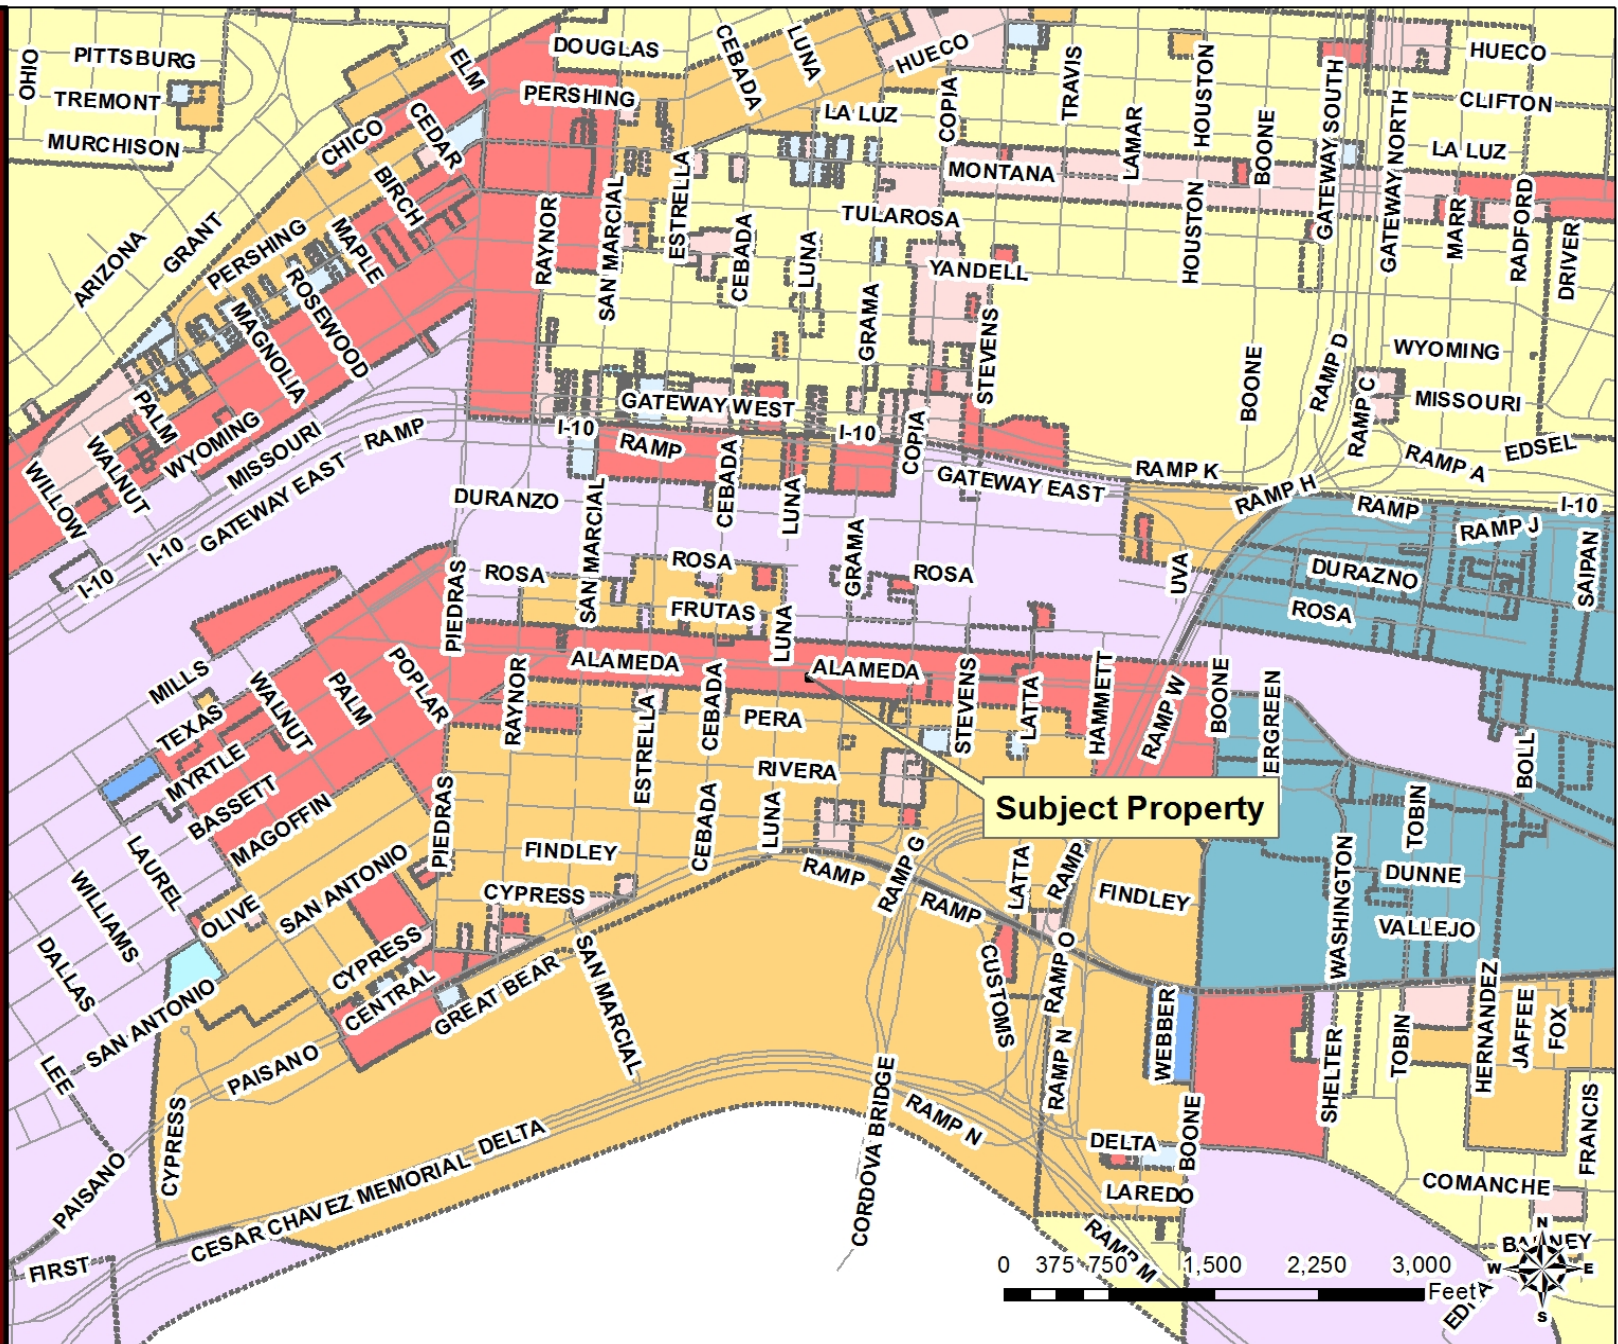 DOUGLAS
CEBADA
LUNA
HUECO
HUECO
OHIO
PITTSBURG
ELM
TRAVIS
HOUSTON
GATEWAY SOUTH
TREMONT
PERSHING
LA LUZ
COPIA
CLIFTON
MURCHISON
CHICO
CEDAR
LAMAR
BOONE
GATEWAY NORTH
LA LUZ
BIRCH
ESTRELLA
MONTANA
ARIZONA
GRANT
PERSHING
MAPLE
RAYNOR
SAN MARCIAL
CEBADA
LUNA
TULAROSA
HOUSTON
MARR
RADFORD
DRIVER
ROSEWOOD
YANDELL
MAGNOLIA
GRAMA
STEVENS
BOONE
RAMP D
WYOMING
PALM
GATEWAY WEST
RAMP C
MISSOURI
WALNUT
WYOMING
MISSOURI
RAMP
I-10
RAMP
CEBADA
I-10
COPIA
EDSEL
WILLOW
GATEWAY EAST
DURANZO
LUNA
GATEWAY EAST
RAMP K
RAMP H
RAMP A
RAMP
I-10
I-10
I-10
SAN MARCIAL
GRAMA
RAMP J
SAIPAN
PIEDRAS
ROSA
ROSA
ROSA
UVA
DURAZNO
FRUTAS
LUNA
ROSA
MILLS
WALNUT
PALM
POPLAR
RAYNOR
ALAMEDA
CEBADA
ALAMEDA
STEVENS
LATTA
HAMMETT
RAMP W
BOONE
TEXAS
ESTRELLA
PERA
BOLL
MYRTLE
RIVERA
BASSETT
MAGOFFIN
PIEDRAS
CEBADA
LUNA
Subject Property
TOBIN
LAUREL
SAN ANTONIO
FINDLEY
RAMP
RAMP G
LATTA
RAMP
WASHINGTON
DUNNE
WILLIAMS
OLIVE
CYPRESS
RAMP
FINDLEY
VALLEJO
DALLAS
CYPRESS
SAN ANTONIO
CENTRAL
GREAT BEAR
SAN MARCIAL
CUSTOMS
RAMP O
WEBBER
HERNANDEZ
JAFFEE
FOX
LEE
PAISANO
RAMP N
SHELTER
TOBIN
CYPRESS
DELTA
CORDOVA BRIDGE
RAMP N
DELTA
BOONE
FRANCIS
PAISANO
CESAR CHAVEZ MEMORIAL
LAREDO
COMANCHE
FIRST
RAMP M
N
W E
S
0 375 750 1,500 2,250 3,000
Feet